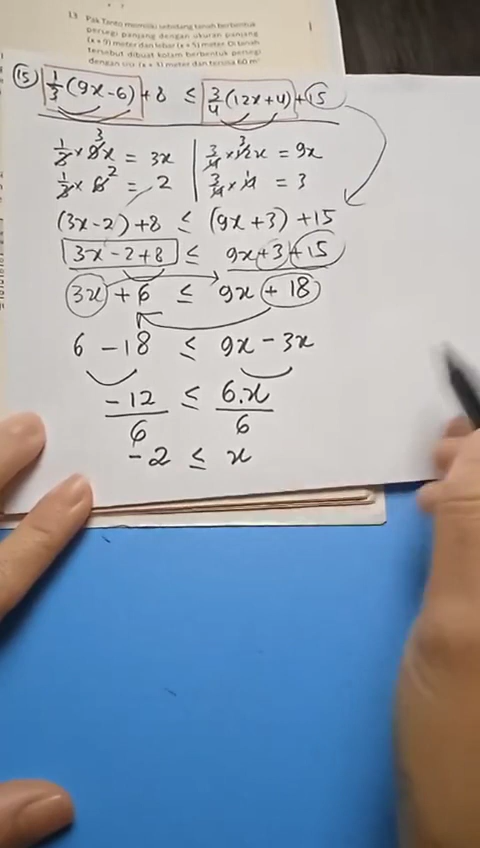 13. Pak Tanto memiliki sebidang tanah berbentuk
persegi panjang dengan ukuran panjang
(x + 9) meter dan lebar (x + 5) meter. Di tanah
tersebut dibuat kolam berbentuk persegi
dengan sisi (x + 3) meter dan tersisa 60 m²
15) 1/3 (9x-6) + 8 ≤ 3/4 (12x+4) + 15
1/3 × 9x = 3x | 3/4 × 12x = 9x
1/3 × 6 = 2 | 3/4 × 4 = 3
(3x-2)+8 ≤ (9x+3) +15
3x-2+8 ≤ 9x+3+15
3x + 6 ≤ 9x + 18
6 - 18 ≤ 9x - 3x
-12/6 ≤ 6.x/6
-2 ≤ x